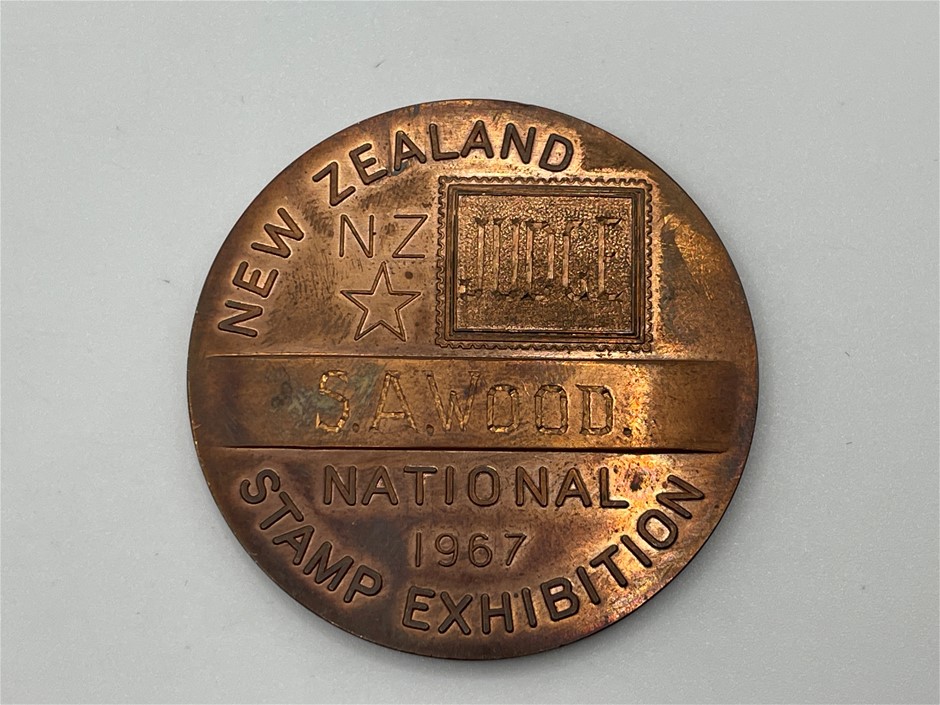 NEW ZEALAND
NZ
JUDGE
S.A.WOOD.
NATIONAL
1967
STAMP EXHIBITION